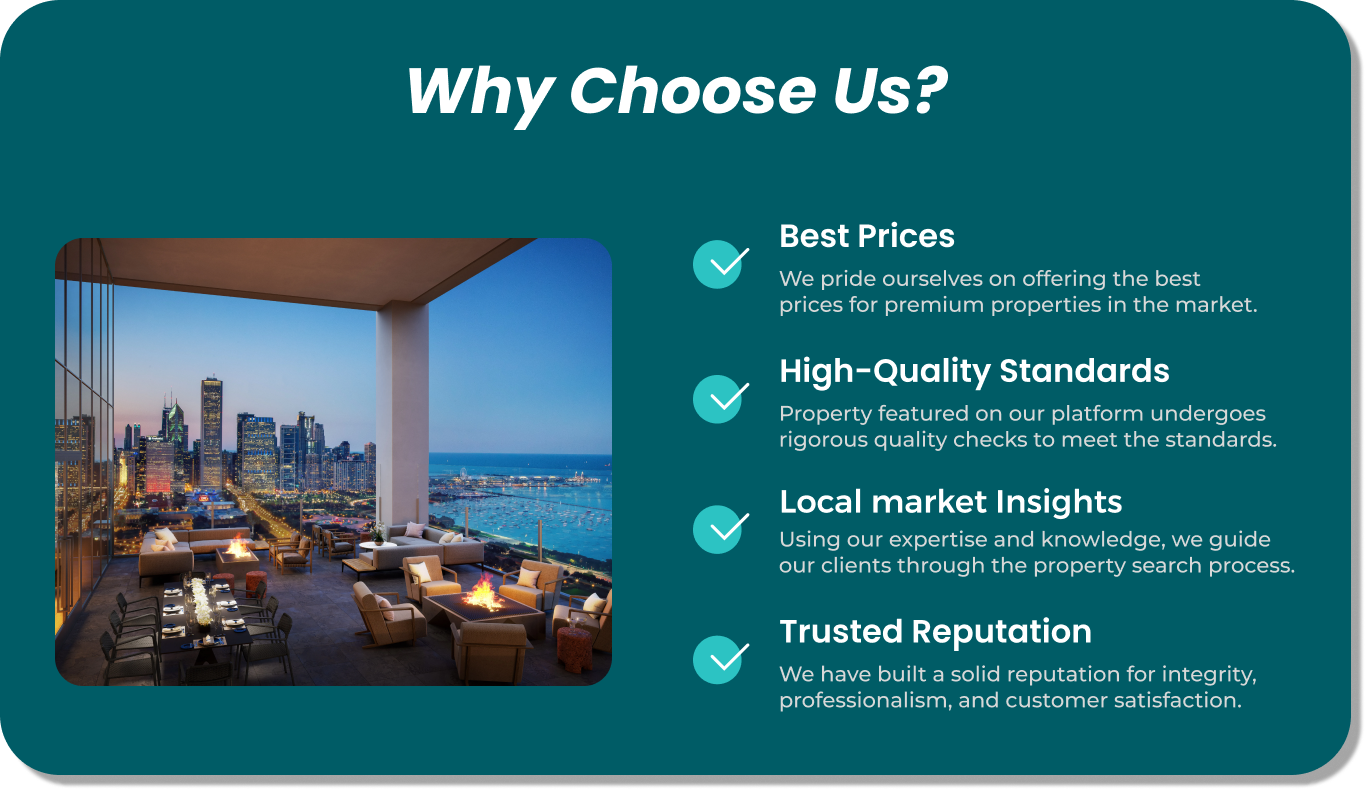 Why Choose Us?
Best Prices
We pride ourselves on offering the best
prices for premium properties in the market.
High-Quality Standards
Property featured on our platform undergoes
rigorous quality checks to meet the standards.
Local market Insights
Using our expertise and knowledge, we guide
our clients through the property search process.
Trusted Reputation
We have built a solid reputation for integrity,
professionalism, and customer satisfaction.